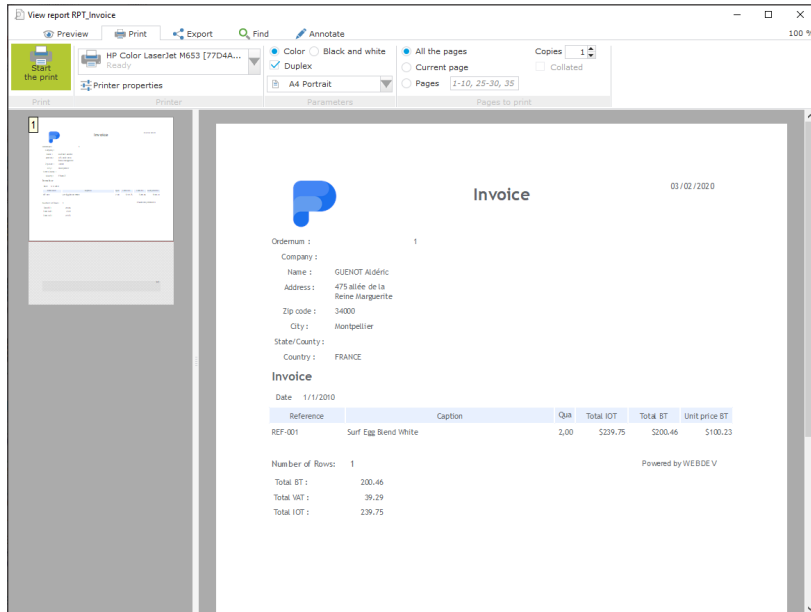 View report RPT_Invoice
Preview Print Export Find Annotate 100 %
Start
the print
HP Color LaserJet M653 [77D4A...
Ready
Printer properties
Color Black and white
Duplex
A4 Portrait
All the pages
Current page
Pages 1-10, 25-30, 35
Copies 1
Collated
Print Printer Parameters Pages to print
1
Invoice
03/02/2020
Ordernum : 1
Company :
Name : GUENOT Aldéric
Address : 475 allée de la
Reine Marguerite
Zip code : 34000
City : Montpellier
State/County :
Country : FRANCE
Invoice
Date 1/1/2010
Reference Caption Qua Total IOT Total BT Unit price BT
REF-001 Surf Egg Blend White 2,00 $239.75 $200.46 $100.23
Number of Rows: 1 Powered by WEBDEV
Total BT : 200.46
Total VAT : 39.29
Total IOT : 239.75